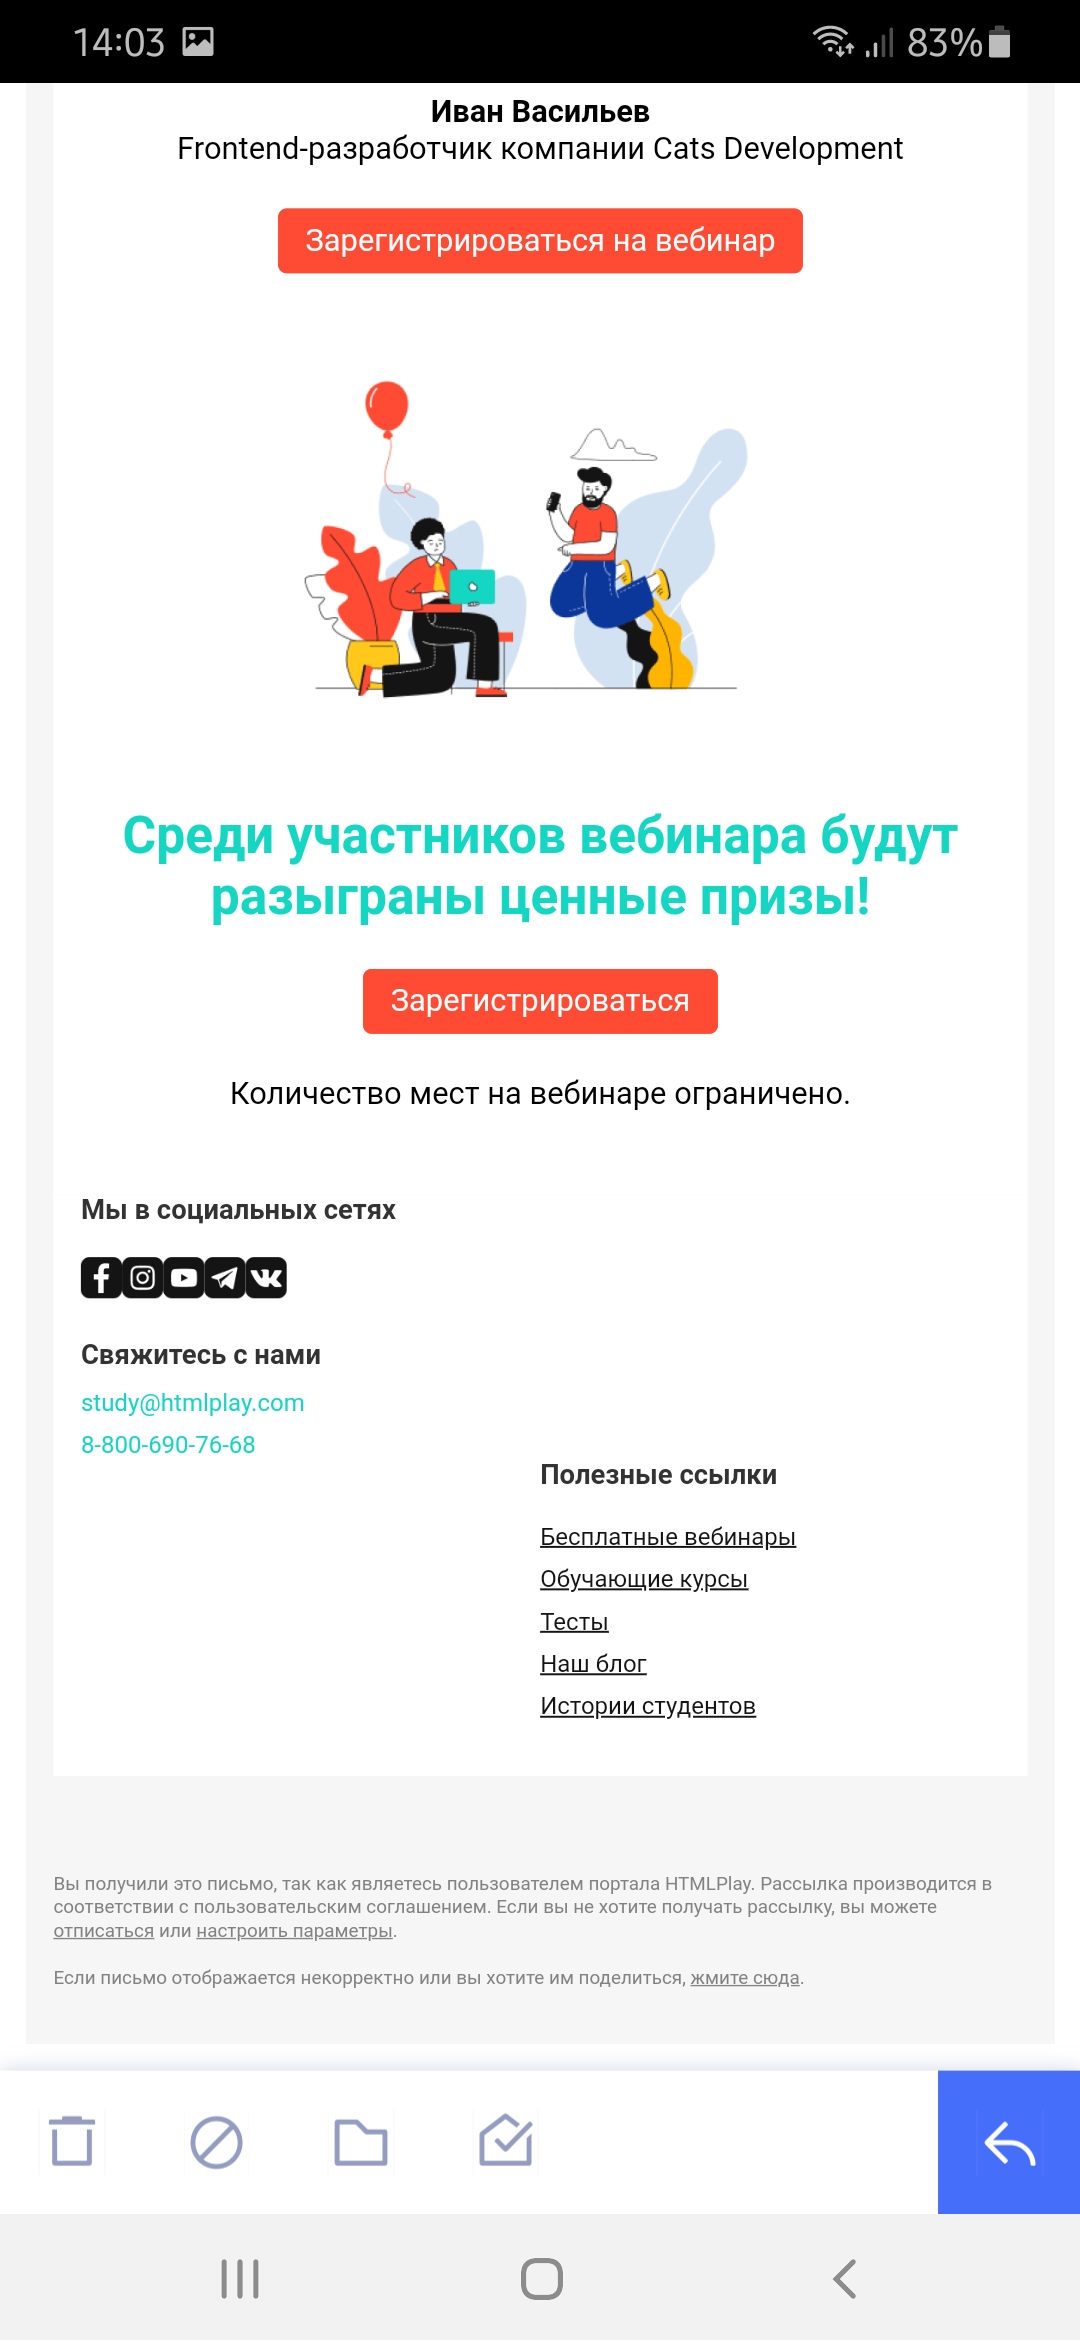 14:03
83%
Иван Васильев
Frontend-разработчик компании Cats Development
Зарегистрироваться на вебинар
Среди участников вебинара будут
разыграны ценные призы!
Зарегистрироваться
Количество мест на вебинаре ограничено.
Мы в социальных сетях
Свяжитесь с нами
study@htmlplay.com
8-800-690-76-68
Полезные ссылки
Бесплатные вебинары
Обучающие курсы
Тесты
Наш блог
Истории студентов
Вы получили это письмо, так как являетесь пользователем портала HTMLPlay. Рассылка производится в
соответствии с пользовательским соглашением. Если вы не хотите получать рассылку, вы можете
отписаться или настроить параметры.
Если письмо отображается некорректно или вы хотите им поделиться, жмите сюда.